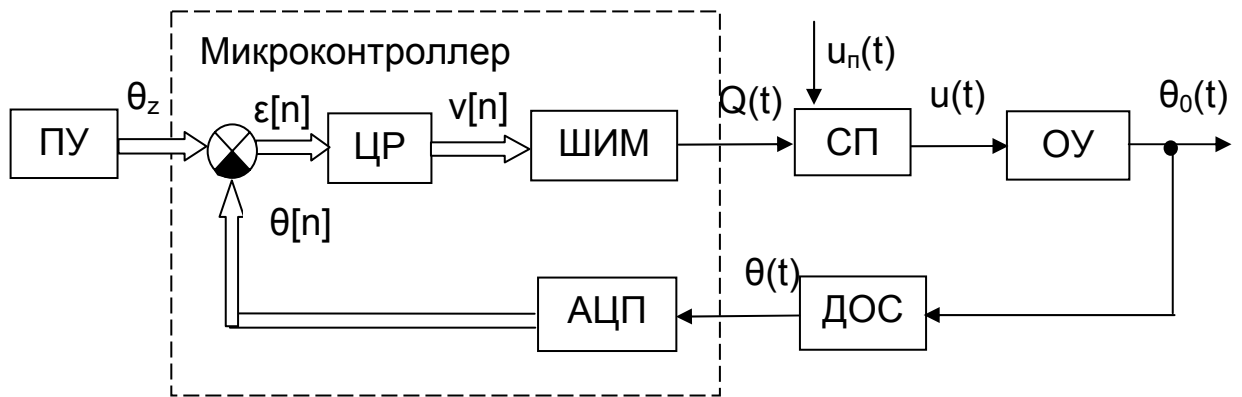 Микроконтроллер
uп(t)
θz
ε[n]
v[n]
Q(t)
u(t)
θ0(t)
ПУ
ЦР
ШИМ
СП
ОУ
θ[n]
θ(t)
АЦП
ДОС